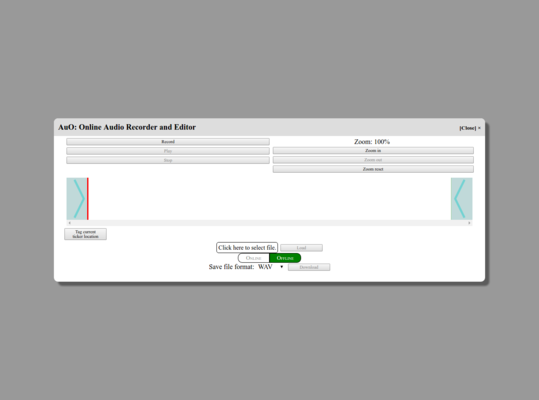 AuO: Online Audio Recorder and Editor
[Close] ×
Record
Play
Stop
Zoom: 100%
Zoom in
Zoom out
Zoom reset
Tag current
ticker location
Click here to select file.
Load
Online
Offline
Save file format: WAV
Download